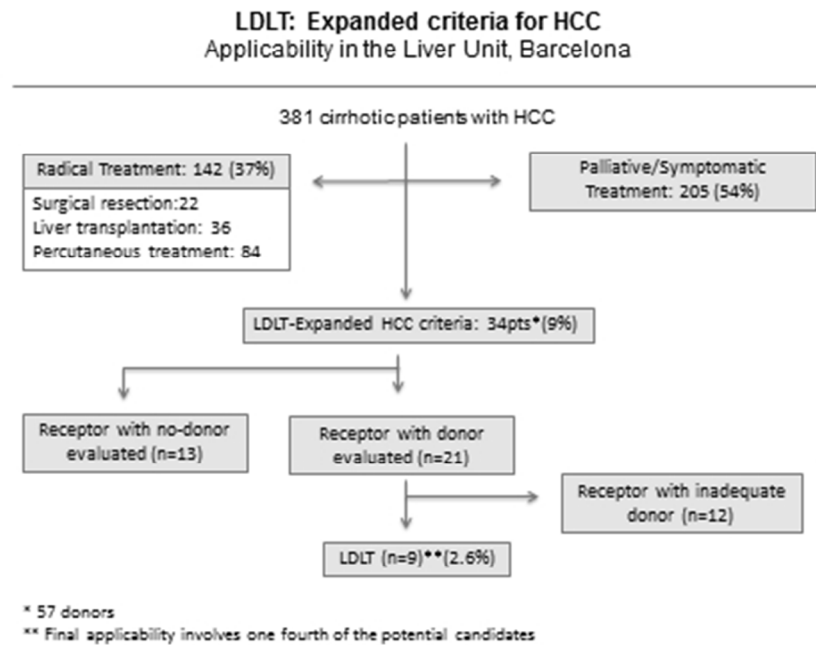 LDLT: Expanded criteria for HCC
Applicability in the Liver Unit, Barcelona
381 cirrhotic patients with HCC
Radical Treatment: 142 (37%)
Surgical resection:22
Liver transplantation: 36
Percutaneous treatment: 84
Palliative/Symptomatic
Treatment: 205 (54%)
LDLT-Expanded HCC criteria: 34pts*(9%)
Receptor with no-donor
evaluated (n=13)
Receptor with donor
evaluated (n=21)
Receptor with inadequate
donor (n=12)
LDLT (n=9)**(2.6%)
* 57 donors
** Final applicability involves one fourth of the potential candidates